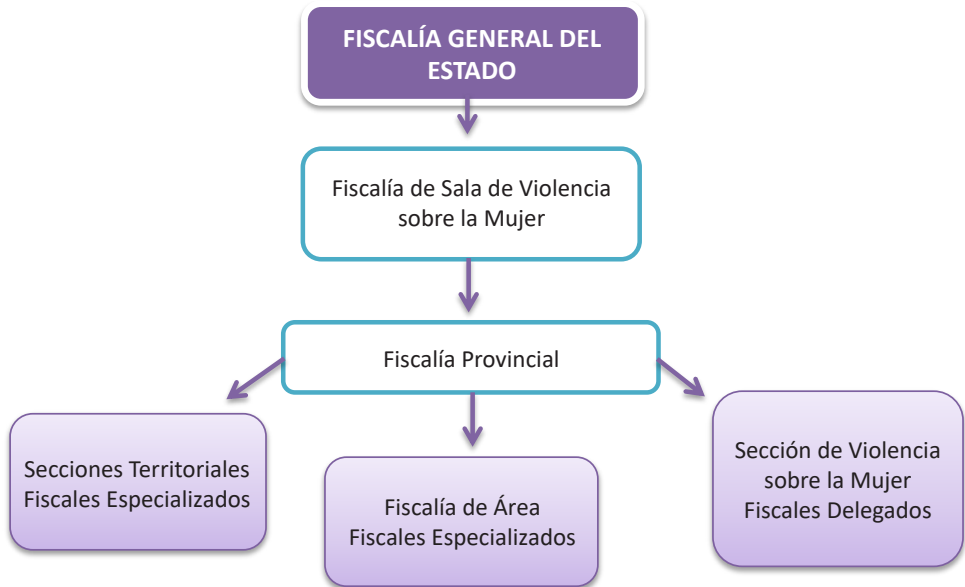 FISCALÍA GENERAL DEL
ESTADO
Fiscalía de Sala de Violencia
sobre la Mujer
Fiscalía Provincial
Secciones Territoriales
Fiscales Especializados
Fiscalía de Área
Fiscales Especializados
Sección de Violencia
sobre la Mujer
Fiscales Delegados